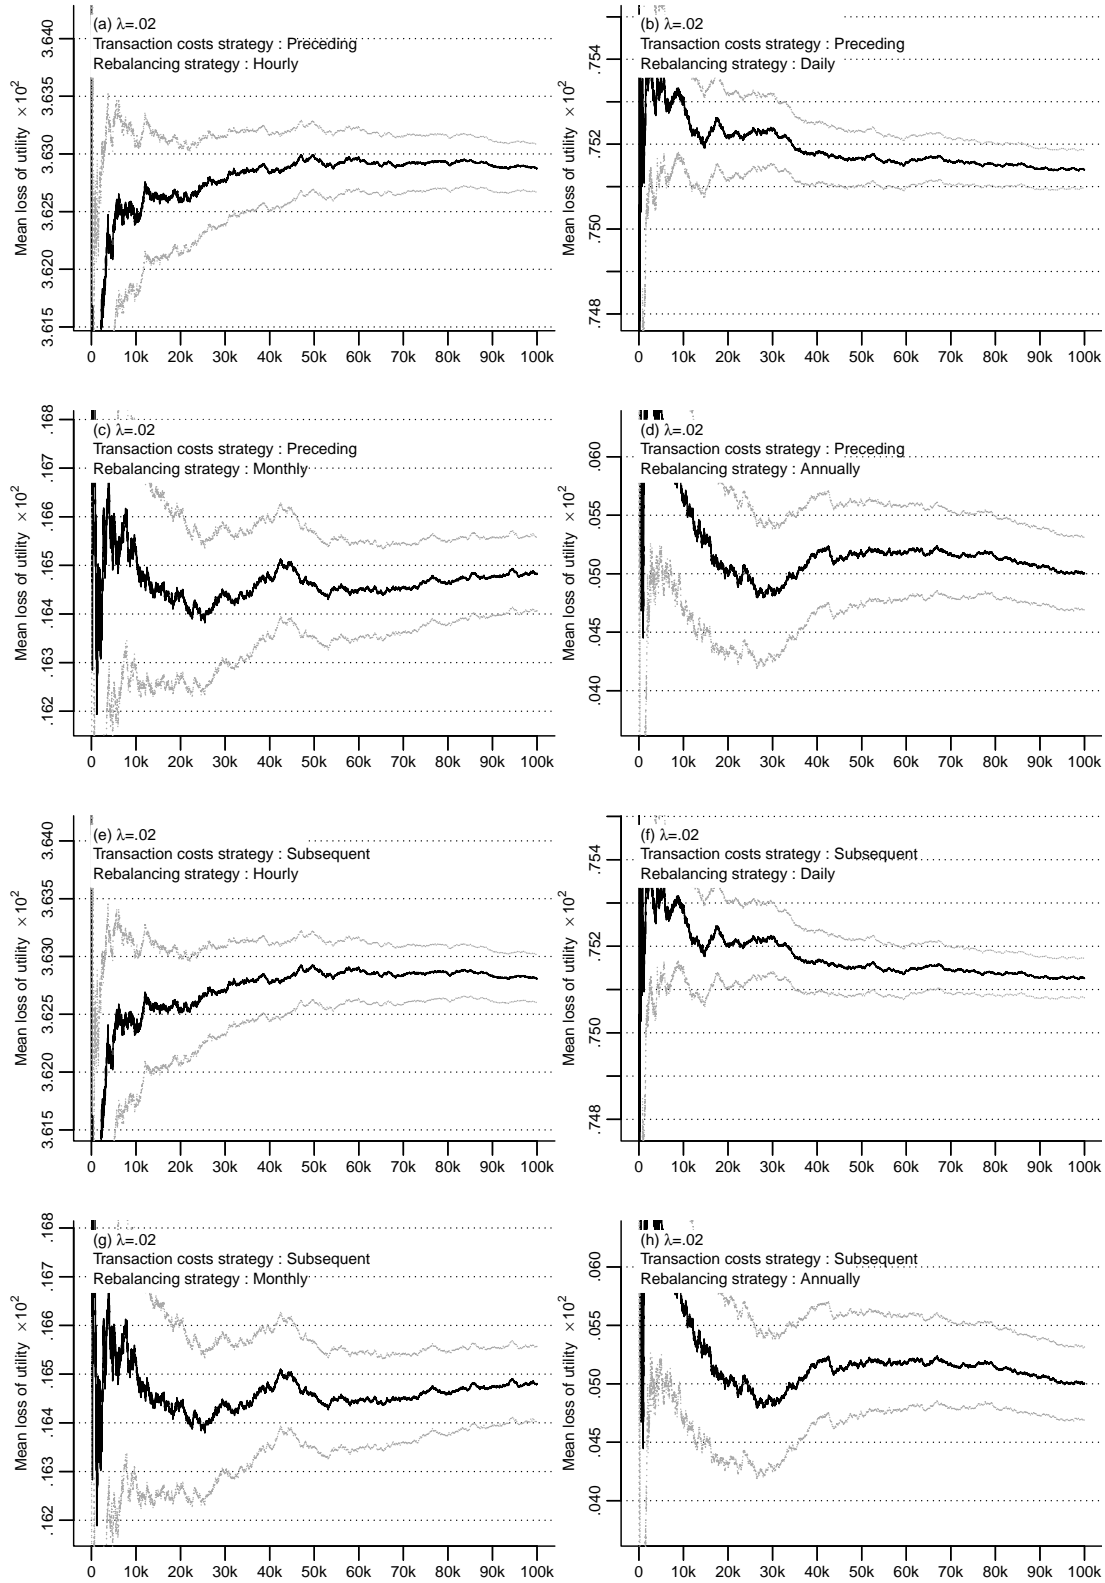 (a) λ=.02
Transaction costs strategy : Preceding
Rebalancing strategy : Hourly
Mean loss of utility ×10²
3.640
3.635
3.630
3.625
3.620
3.615
0 10k 20k 30k 40k 50k 60k 70k 80k 90k 100k
(b) λ=.02
Transaction costs strategy : Preceding
Rebalancing strategy : Daily
Mean loss of utility ×10²
.754
.752
.750
.748
0 10k 20k 30k 40k 50k 60k 70k 80k 90k 100k
(c) λ=.02
Transaction costs strategy : Preceding
Rebalancing strategy : Monthly
Mean loss of utility ×10²
.168
.167
.166
.165
.164
.163
.162
0 10k 20k 30k 40k 50k 60k 70k 80k 90k 100k
(d) λ=.02
Transaction costs strategy : Preceding
Rebalancing strategy : Annually
Mean loss of utility ×10²
.060
.055
.050
.045
.040
0 10k 20k 30k 40k 50k 60k 70k 80k 90k 100k
(e) λ=.02
Transaction costs strategy : Subsequent
Rebalancing strategy : Hourly
Mean loss of utility ×10²
3.640
3.635
3.630
3.625
3.620
3.615
0 10k 20k 30k 40k 50k 60k 70k 80k 90k 100k
(f) λ=.02
Transaction costs strategy : Subsequent
Rebalancing strategy : Daily
Mean loss of utility ×10²
.754
.752
.750
.748
0 10k 20k 30k 40k 50k 60k 70k 80k 90k 100k
(g) λ=.02
Transaction costs strategy : Subsequent
Rebalancing strategy : Monthly
Mean loss of utility ×10²
.168
.167
.166
.165
.164
.163
.162
0 10k 20k 30k 40k 50k 60k 70k 80k 90k 100k
(h) λ=.02
Transaction costs strategy : Subsequent
Rebalancing strategy : Annually
Mean loss of utility ×10²
.060
.055
.050
.045
.040
0 10k 20k 30k 40k 50k 60k 70k 80k 90k 100k